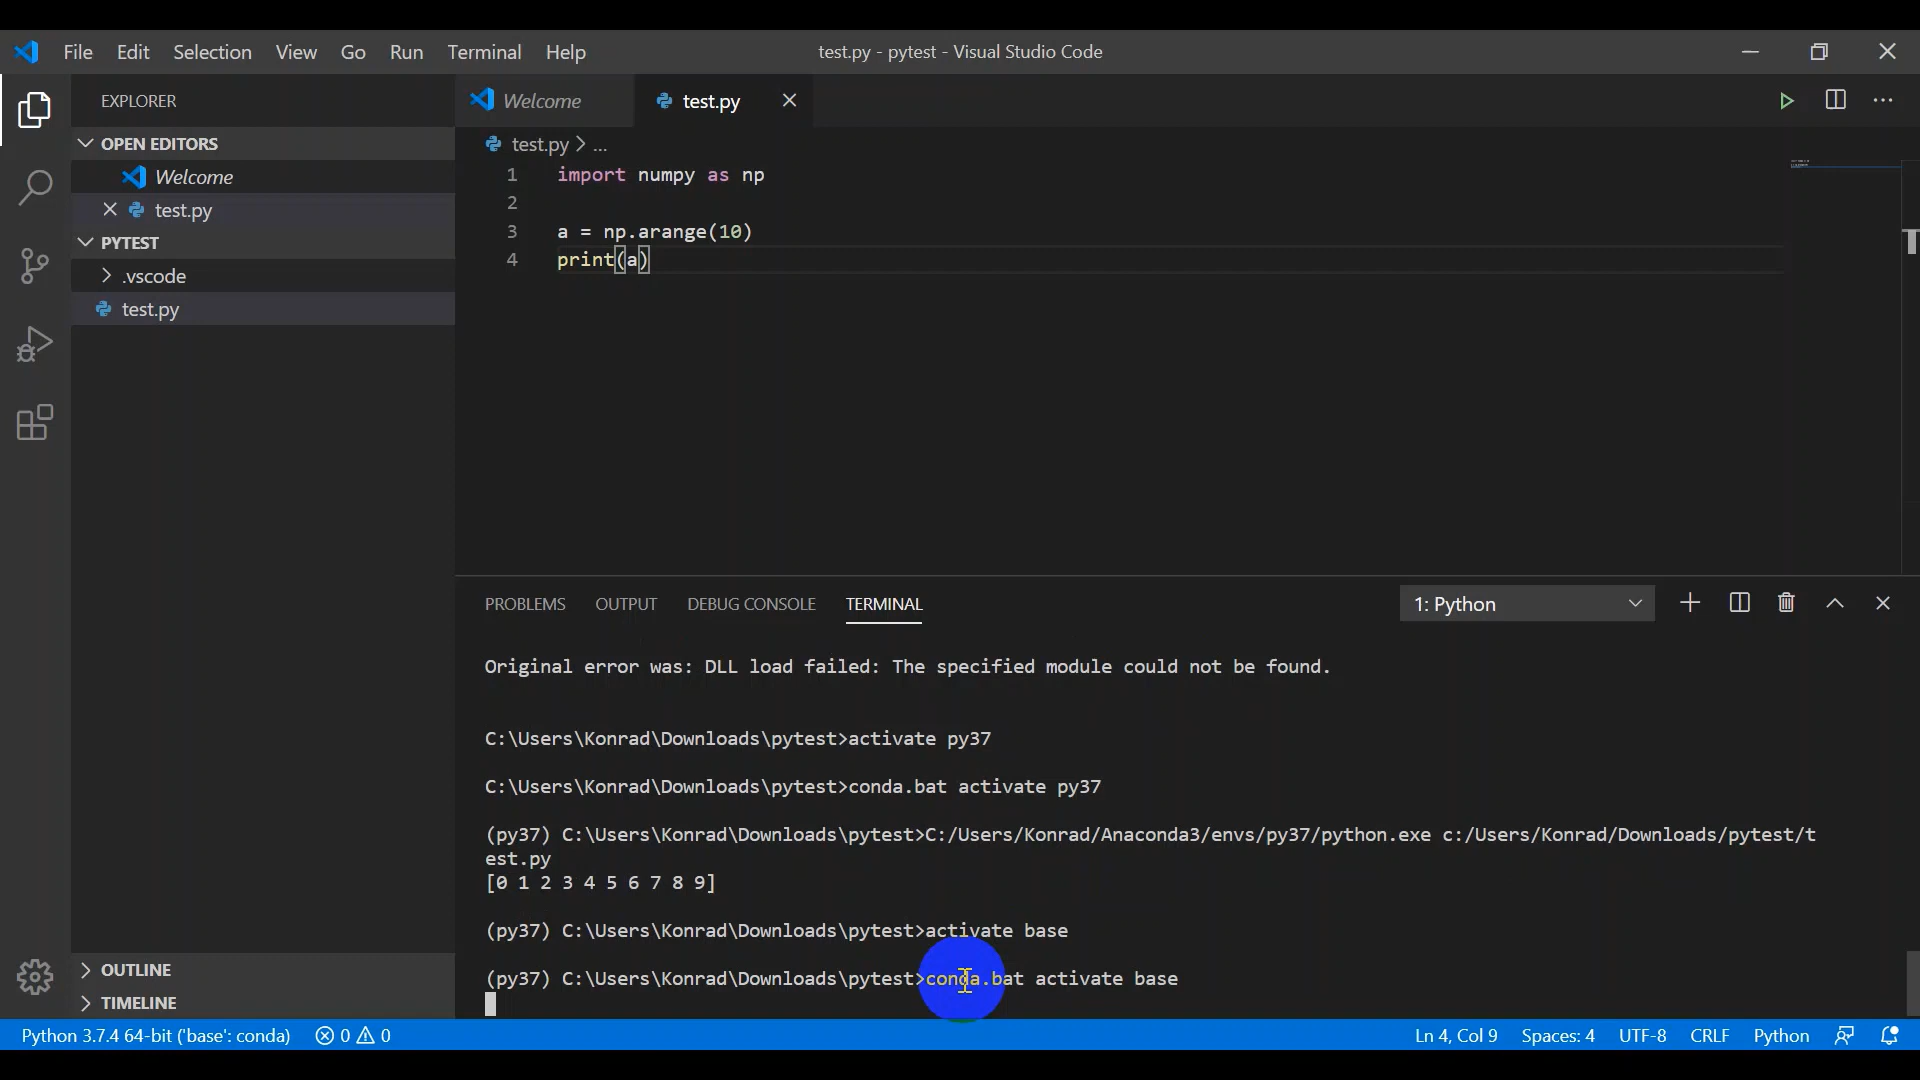 File Edit Selection View Go Run Terminal Help
test.py - pytest - Visual Studio Code
EXPLORER
OPEN EDITORS
Welcome
test.py
PYTEST
.vscode
test.py
OUTLINE
TIMELINE
Welcome
test.py
test.py > ...
1 import numpy as np
2
3 a = np.arange(10)
4 print(a)
PROBLEMS OUTPUT DEBUG CONSOLE TERMINAL
1: Python
Original error was: DLL load failed: The specified module could not be found.
C:\Users\Konrad\Downloads\pytest>activate py37
C:\Users\Konrad\Downloads\pytest>conda.bat activate py37
(py37) C:\Users\Konrad\Downloads\pytest>C:/Users/Konrad/Anaconda3/envs/py37/python.exe c:/Users/Konrad/Downloads/pytest/t
est.py
[0 1 2 3 4 5 6 7 8 9]
(py37) C:\Users\Konrad\Downloads\pytest>activate base
(py37) C:\Users\Konrad\Downloads\pytest>conda.bat activate base
Python 3.7.4 64-bit ('base': conda) 0 0 Ln 4, Col 9 Spaces: 4 UTF-8 CRLF Python